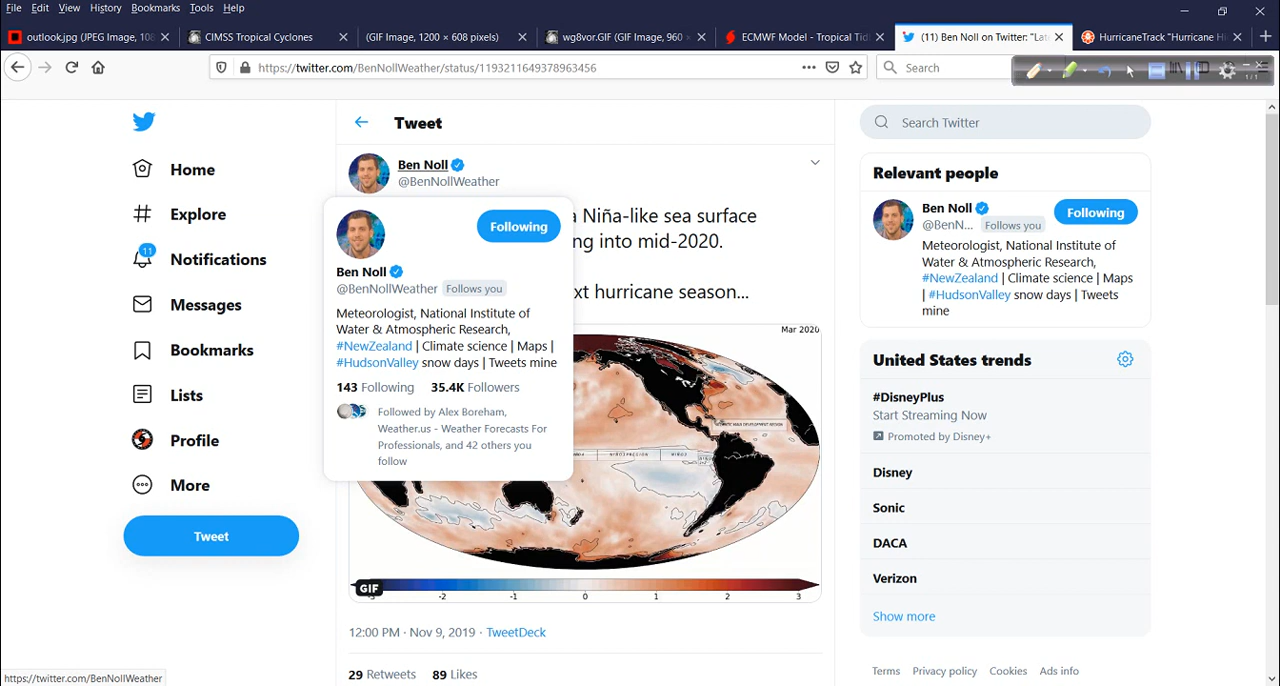 File Edit View History Bookmarks Tools Help
outlook.jpg (JPEG Image, 108
CIMSS Tropical Cyclones
(GIF Image, 1200 × 608 pixels)
wg8vor.GIF (GIF Image, 960 ×
ECMWF Model - Tropical Tid
(11) Ben Noll on Twitter: "Late
HurricaneTrack "Hurricane Hi
https://twitter.com/BenNollWeather/status/1193211649378963456
Search
1/1
Tweet
Search Twitter
Home
Explore
11
Notifications
Messages
Bookmarks
Lists
Profile
More
Tweet
Ben Noll
@BenNollWeather
a Niña-like sea surface
ng into mid-2020.
xt hurricane season...
Following
Ben Noll
@BenNollWeather Follows you
Meteorologist, National Institute of
Water & Atmospheric Research,
#NewZealand | Climate science | Maps |
#HudsonValley snow days | Tweets mine
143 Following 35.4K Followers
Followed by Alex Boreham,
Weather.us - Weather Forecasts For
Professionals, and 42 others you
follow
Mar 2020
GIF
-3 -2 -1 0 1 2 3
12:00 PM · Nov 9, 2019 · TweetDeck
29 Retweets 89 Likes
Relevant people
Ben Noll
@BenN... Follows you
Following
Meteorologist, National Institute of
Water & Atmospheric Research,
#NewZealand | Climate science | Maps
| #HudsonValley snow days | Tweets
mine
United States trends
#DisneyPlus
Start Streaming Now
Promoted by Disney+
Disney
Sonic
DACA
Verizon
Show more
Terms Privacy policy Cookies Ads info
https://twitter.com/BenNollWeather